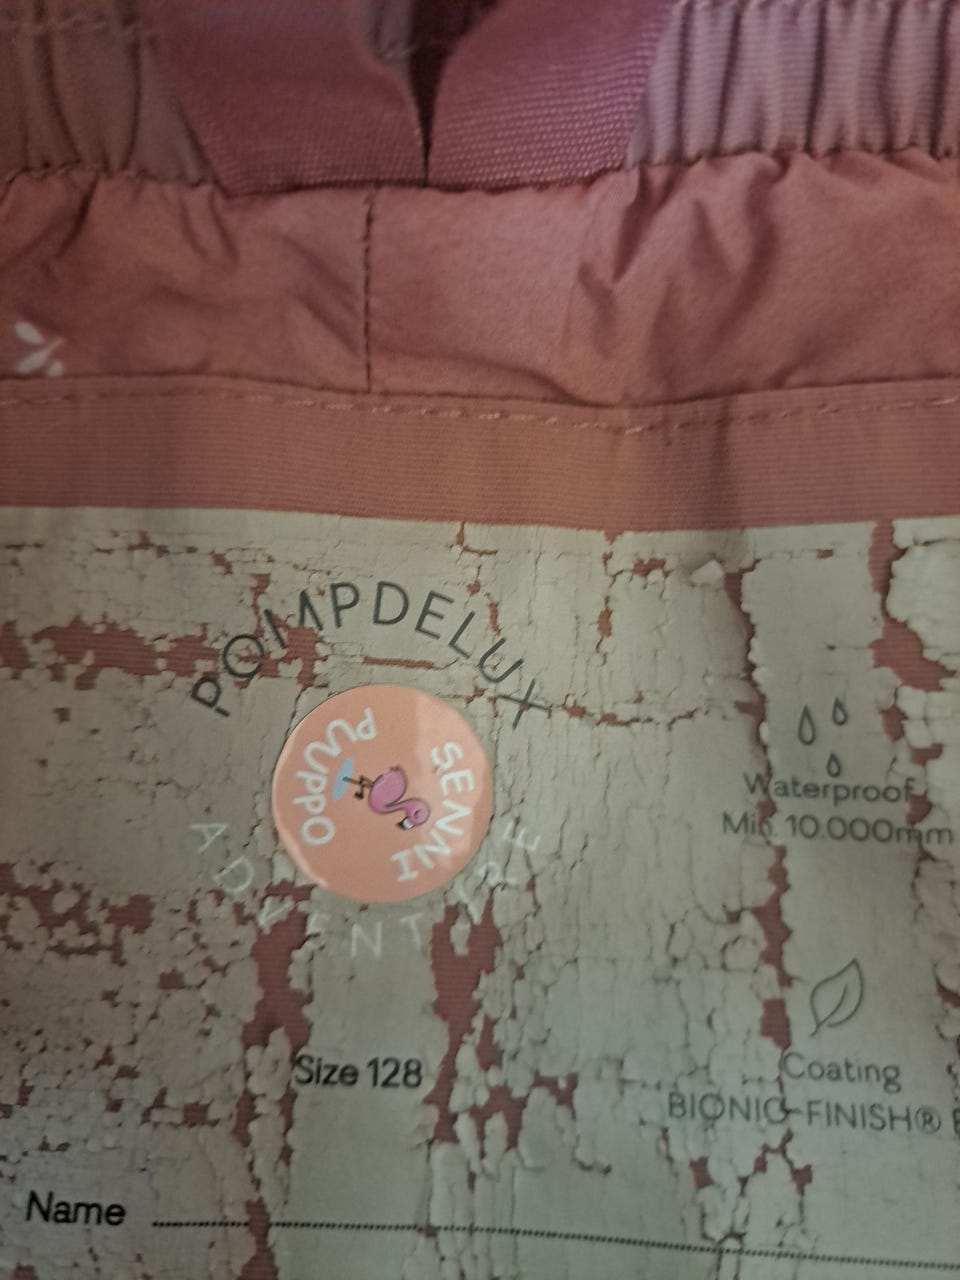 POMPDELUX
SENNI
PUPPO
ADVENTURE
Waterproof
Min 10.000mm
Size 128
Coating
BIONIC-FINISH®
Name